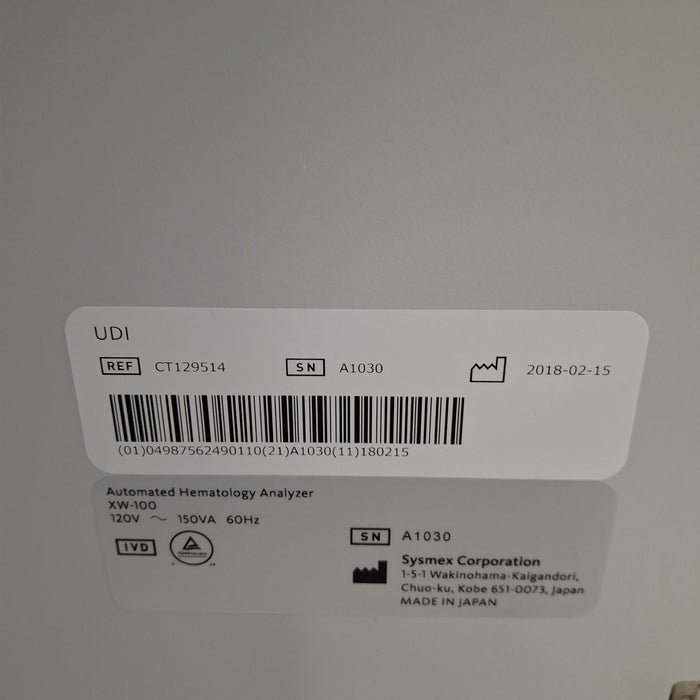 UDI
REF CT129514 SN A1030 2018-02-15
(01)04987562490110(21)A1030(11)180215
Automated Hematology Analyzer
XW-100
120V ～ 150VA 60Hz
IVD
SN A1030
Sysmex Corporation
1-5-1 Wakinohama-Kaigandori,
Chuo-ku, Kobe 651-0073, Japan
MADE IN JAPAN